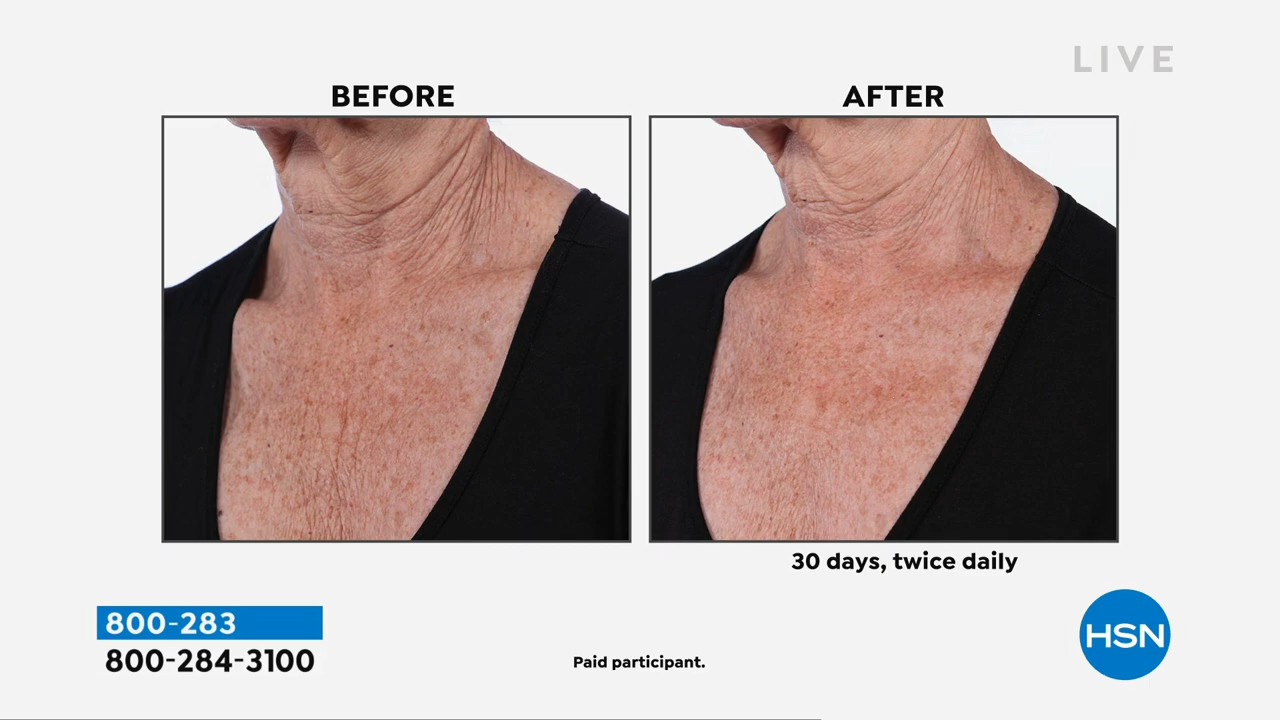 LIVE
BEFORE
AFTER
30 days, twice daily
800-283
800-284-3100
Paid participant.
HSN